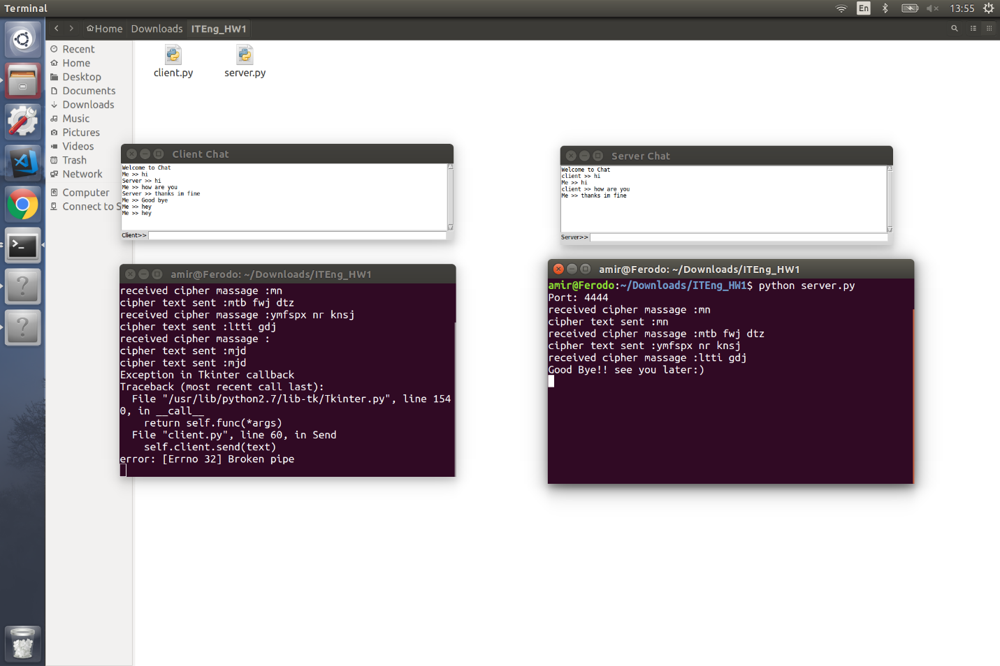 Terminal
En
13:55
Home Downloads ITEng_HW1
Recent
Home
Desktop
Documents
Downloads
Music
Pictures
Videos
Trash
Network
Computer
Connect to S
client.py
server.py
Client Chat
Welcome to Chat
Me >> hi
Server >> hi
Me >> how are you
Server >> thanks im fine
Me >> Good bye
Me >> hey
Me >> hey
Client>>
Server Chat
Welcome to Chat
client >> hi
Me >> hi
client >> how are you
Me >> thanks im fine
Server>>
amir@Ferodo: ~/Downloads/ITEng_HW1
received cipher massage :mn
cipher text sent :mtb fwj dtz
received cipher massage :ymfspx nr knsj
cipher text sent :ltti gdj
received cipher massage :
cipher text sent :mjd
cipher text sent :mjd
Exception in Tkinter callback
Traceback (most recent call last):
  File "/usr/lib/python2.7/lib-tk/Tkinter.py", line 154
0, in __call__
    return self.func(*args)
  File "client.py", line 60, in Send
    self.client.send(text)
error: [Errno 32] Broken pipe
amir@Ferodo: ~/Downloads/ITEng_HW1
amir@Ferodo:~/Downloads/ITEng_HW1$ python server.py
Port: 4444
received cipher massage :mn
cipher text sent :mn
received cipher massage :mtb fwj dtz
cipher text sent :ymfspx nr knsj
received cipher massage :ltti gdj
Good Bye!! see you later:)